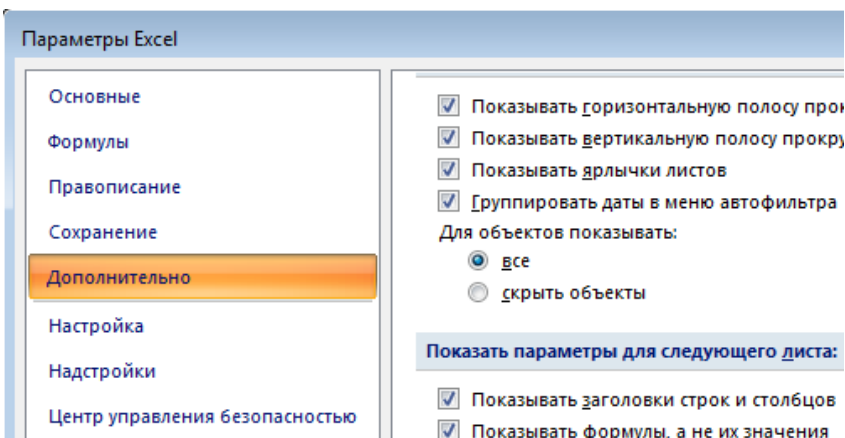 Параметры Excel
Основные
Формулы
Правописание
Сохранение
Дополнительно
Настройка
Надстройки
Центр управления безопасностью
Показывать горизонтальную полосу
Показывать вертикальную полосу
Показывать ярлычки листов
Группировать даты в меню автофильтра
Для объектов показывать:
все
скрыть объекты
Показать параметры для следующего листа:
Показывать заголовки строк и столбцов
Показывать формулы, а не их значения